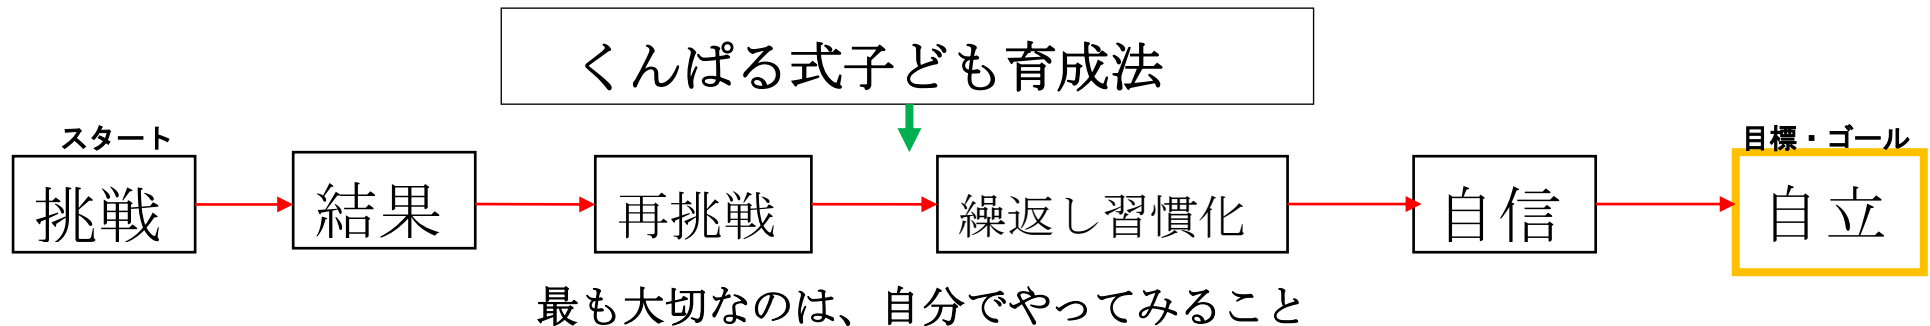 くんぱる式子ども育成法
スタート
目標・ゴール
挑戦
結果
再挑戦
繰返し習慣化
自信
自立
最も大切なのは、自分でやってみること